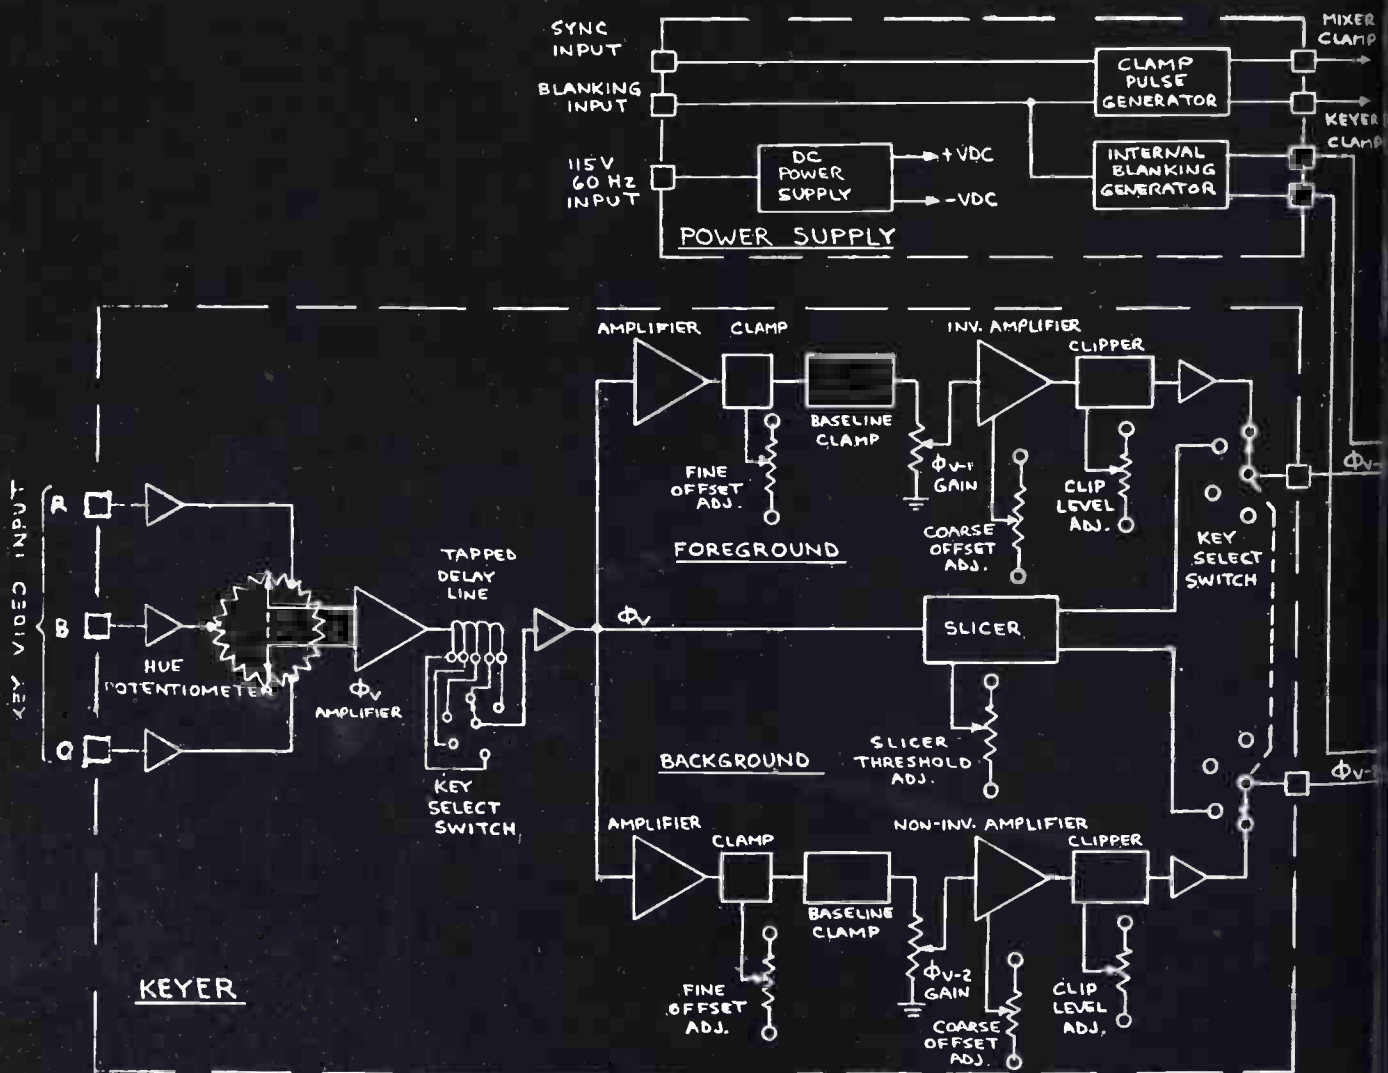 SYNC
INPUT
BLANKING
INPUT
115V
60 HZ
INPUT
DC
POWER
SUPPLY
+VDC
-VDC
CLAMP
PULSE
GENERATOR
INTERNAL
BLANKING
GENERATOR
MIXER
CLAMP
KEYER
CLAMP
POWER SUPPLY
KEY VIDEO INPUT
R
B
G
HUE
POTENTIOMETER
ΦV
AMPLIFIER
TAPPED
DELAY
LINE
KEY
SELECT
SWITCH
ΦV
AMPLIFIER
CLAMP
BASELINE
CLAMP
FINE
OFFSET
ADJ.
ΦV-1
GAIN
INV. AMPLIFIER
COARSE
OFFSET
ADJ.
CLIPPER
CLIP
LEVEL
ADJ.
KEY
SELECT
SWITCH
FOREGROUND
SLICER
SLICER
THRESHOLD
ADJ.
BACKGROUND
AMPLIFIER
CLAMP
BASELINE
CLAMP
FINE
OFFSET
ADJ.
ΦV-2
GAIN
NON-INV. AMPLIFIER
COARSE
OFFSET
ADJ.
CLIPPER
CLIP
LEVEL
ADJ.
KEYER